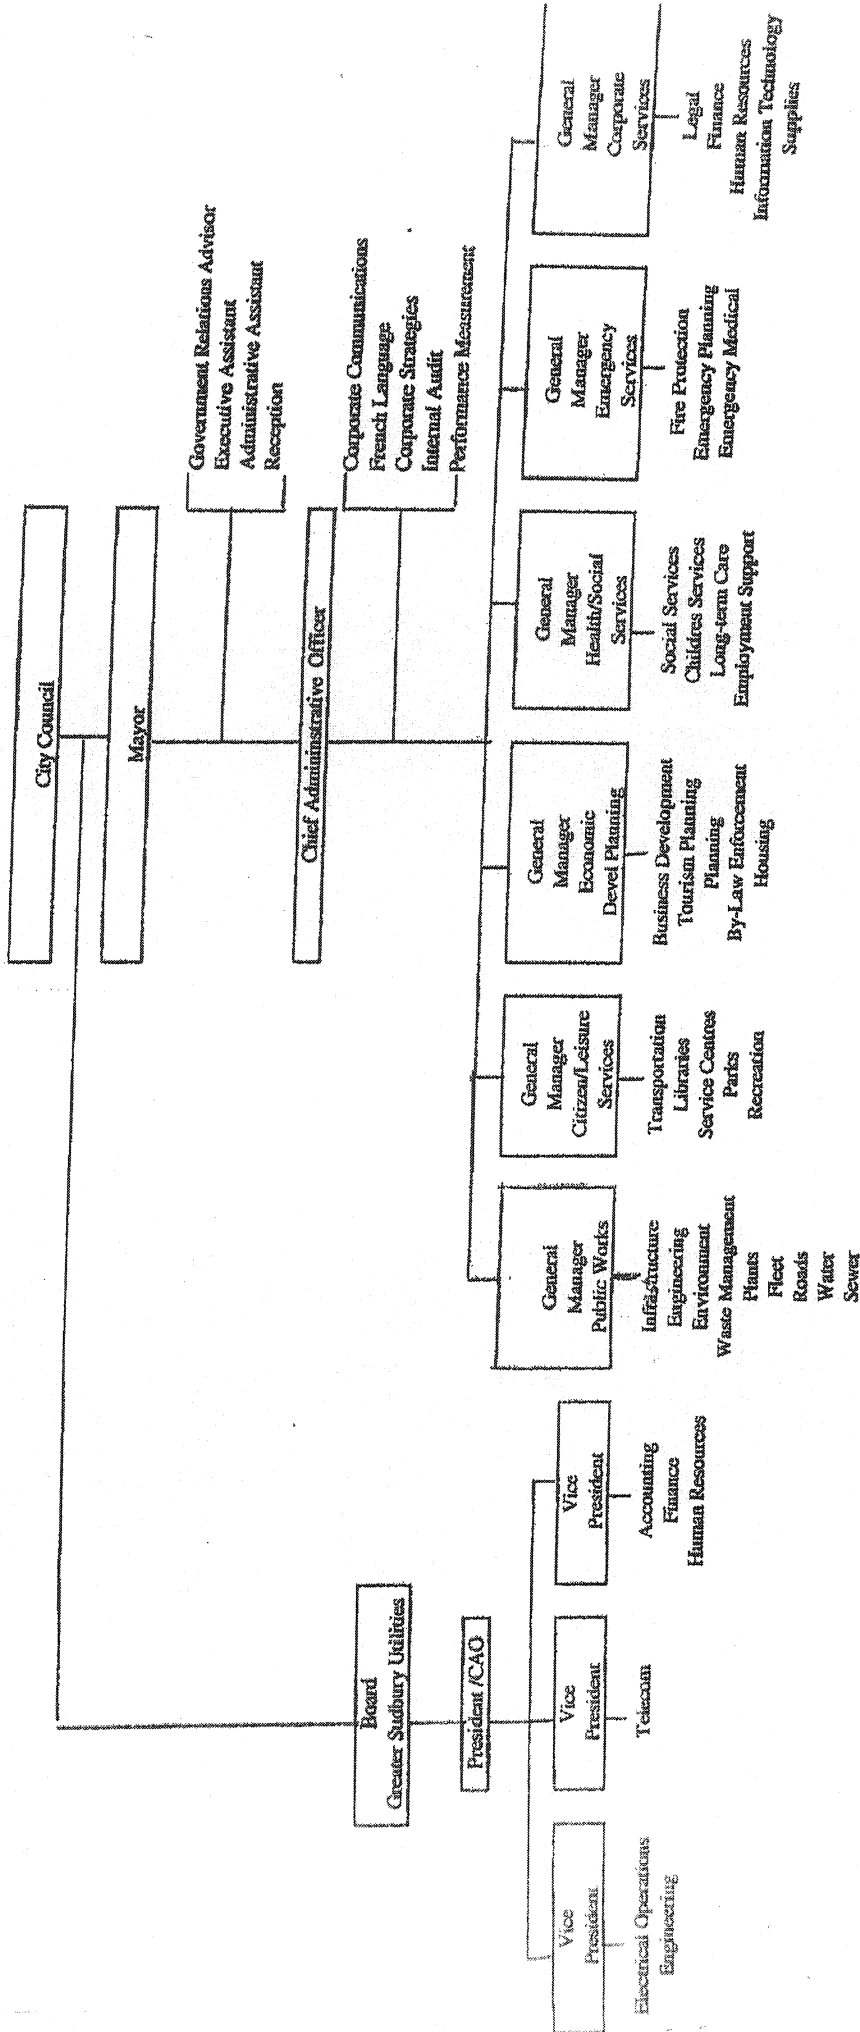 City Council
Mayor
Government Relations Advisor
Executive Assistant
Administrative Assistant
Reception
Chief Admininstrative Officer
Corporate Communications
French Language
Corporate Strategies
Internal Audit
Performance Measurement
Board
Greater Sudbury Utilities
President /CAO
Vice
President
Electrical Operations
Engineering
Vice
President
Telecom
Vice
President
Accounting
Finance
Human Resources
General
Manager
Public Works
Infrastructure
Engineering
Environment
Waste Management
Plants
Fleet
Roads
Water
Sewer
General
Manager
Citizen/Leisure
Services
Transportation
Libraries
Service Centres
Parks
Recreation
General
Manager
Economic
Devel Planning
Business Development
Tourism Planning
Planning
By-Law Enforcement
Housing
General
Manager
Health/Social
Services
Social Services
Childres Services
Long-term Care
Employment Support
General
Manager
Emergency
Services
Fire Protection
Emergency Planning
Emergency Medical
General
Manager
Corporate
Services
Legal
Finance
Human Resources
Information Technology
Supplies